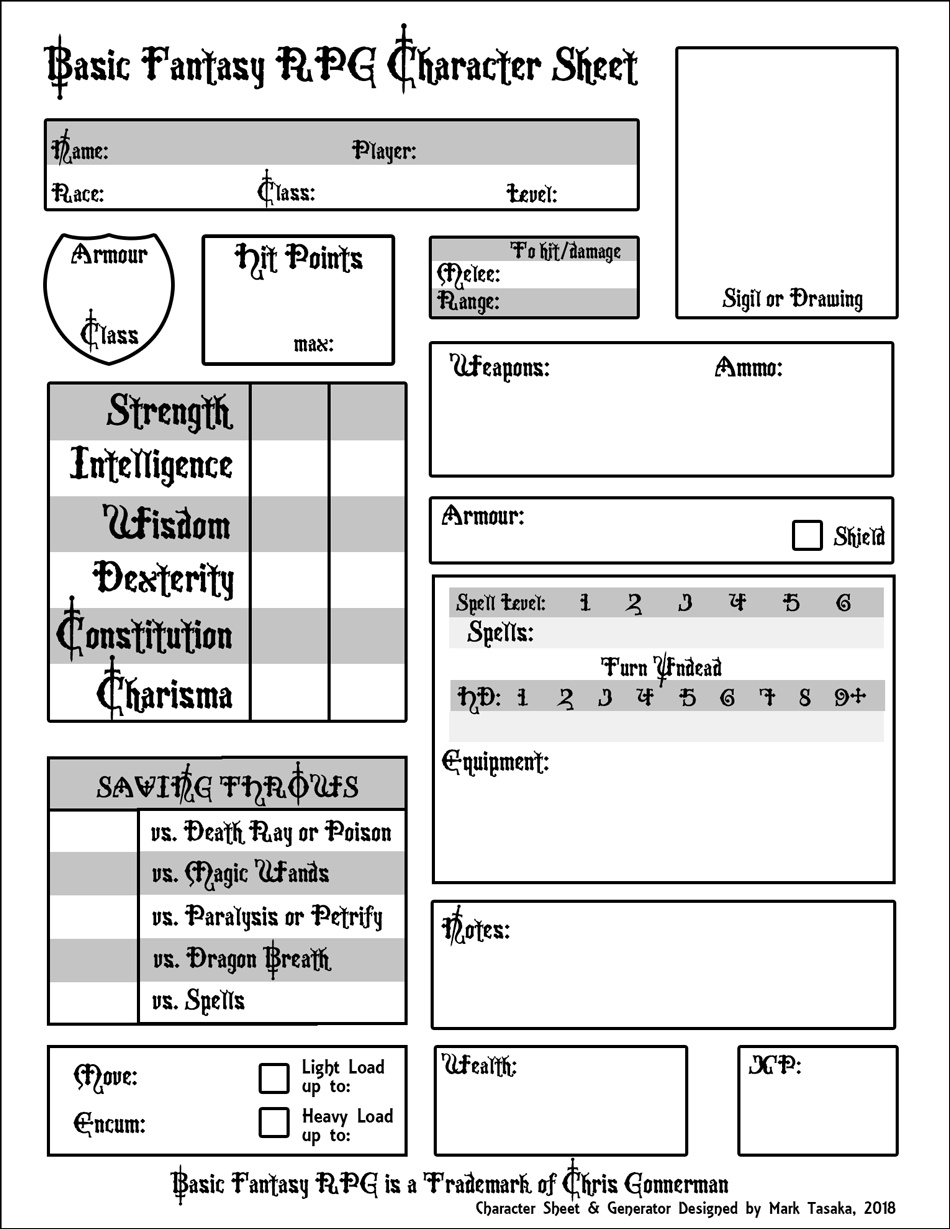 Basic Fantasy RPG Character Sheet
Name: Player:
Race: Class: Level:
Armour
Class
Hit Points
max:
To hit/damage
Melee:
Range:
Sigil or Drawing
Strength
Intelligence
Wisdom
Dexterity
Constitution
Charisma
Weapons: Ammo:
Armour: Shield
Spell Level: 1 2 3 4 5 6
Spells:
Turn Undead
HD: 1 2 3 4 5 6 7 8 9+
Equipment:
SAVING THROWS
vs. Death Ray or Poison
vs. Magic Wands
vs. Paralysis or Petrify
vs. Dragon Breath
vs. Spells
Notes:
Move:
Encum:
Light Load
up to:
Heavy Load
up to:
Wealth:
XP:
Basic Fantasy RPG is a Trademark of Chris Gonnerman
Character Sheet & Generator Designed by Mark Tasaka, 2018